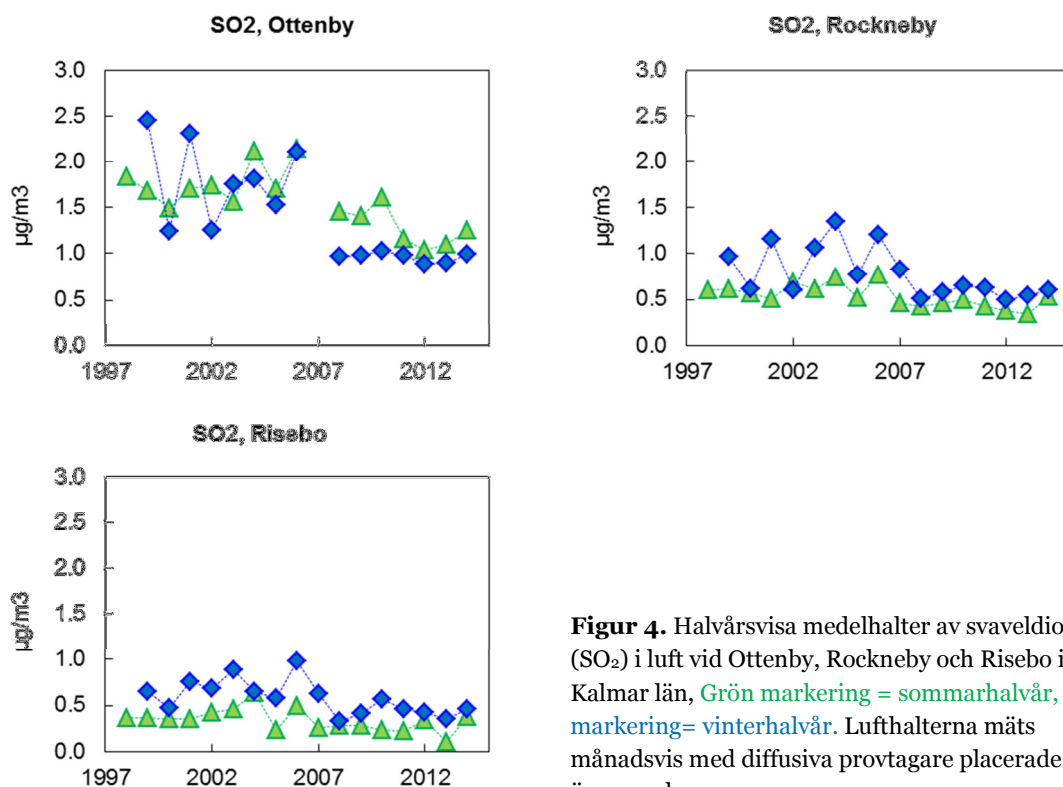 SO2, Ottenby
3.0
2.5
2.0
1.5
1.0
0.5
0.0
µg/m3
1997 2002 2007 2012
SO2, Rockneby
3.0
2.5
2.0
1.5
1.0
0.5
0.0
µg/m3
1997 2002 2007 2012
SO2, Risebo
3.0
2.5
2.0
1.5
1.0
0.5
0.0
µg/m3
1997 2002 2007 2012
Figur 4. Halvårsvisa medelhalter av svaveldio
(SO₂) i luft vid Ottenby, Rockneby och Risebo i
Kalmar län, Grön markering = sommarhalvår,
markering= vinterhalvår. Lufthalterna mäts
månadsvis med diffusiva provtagare placerade